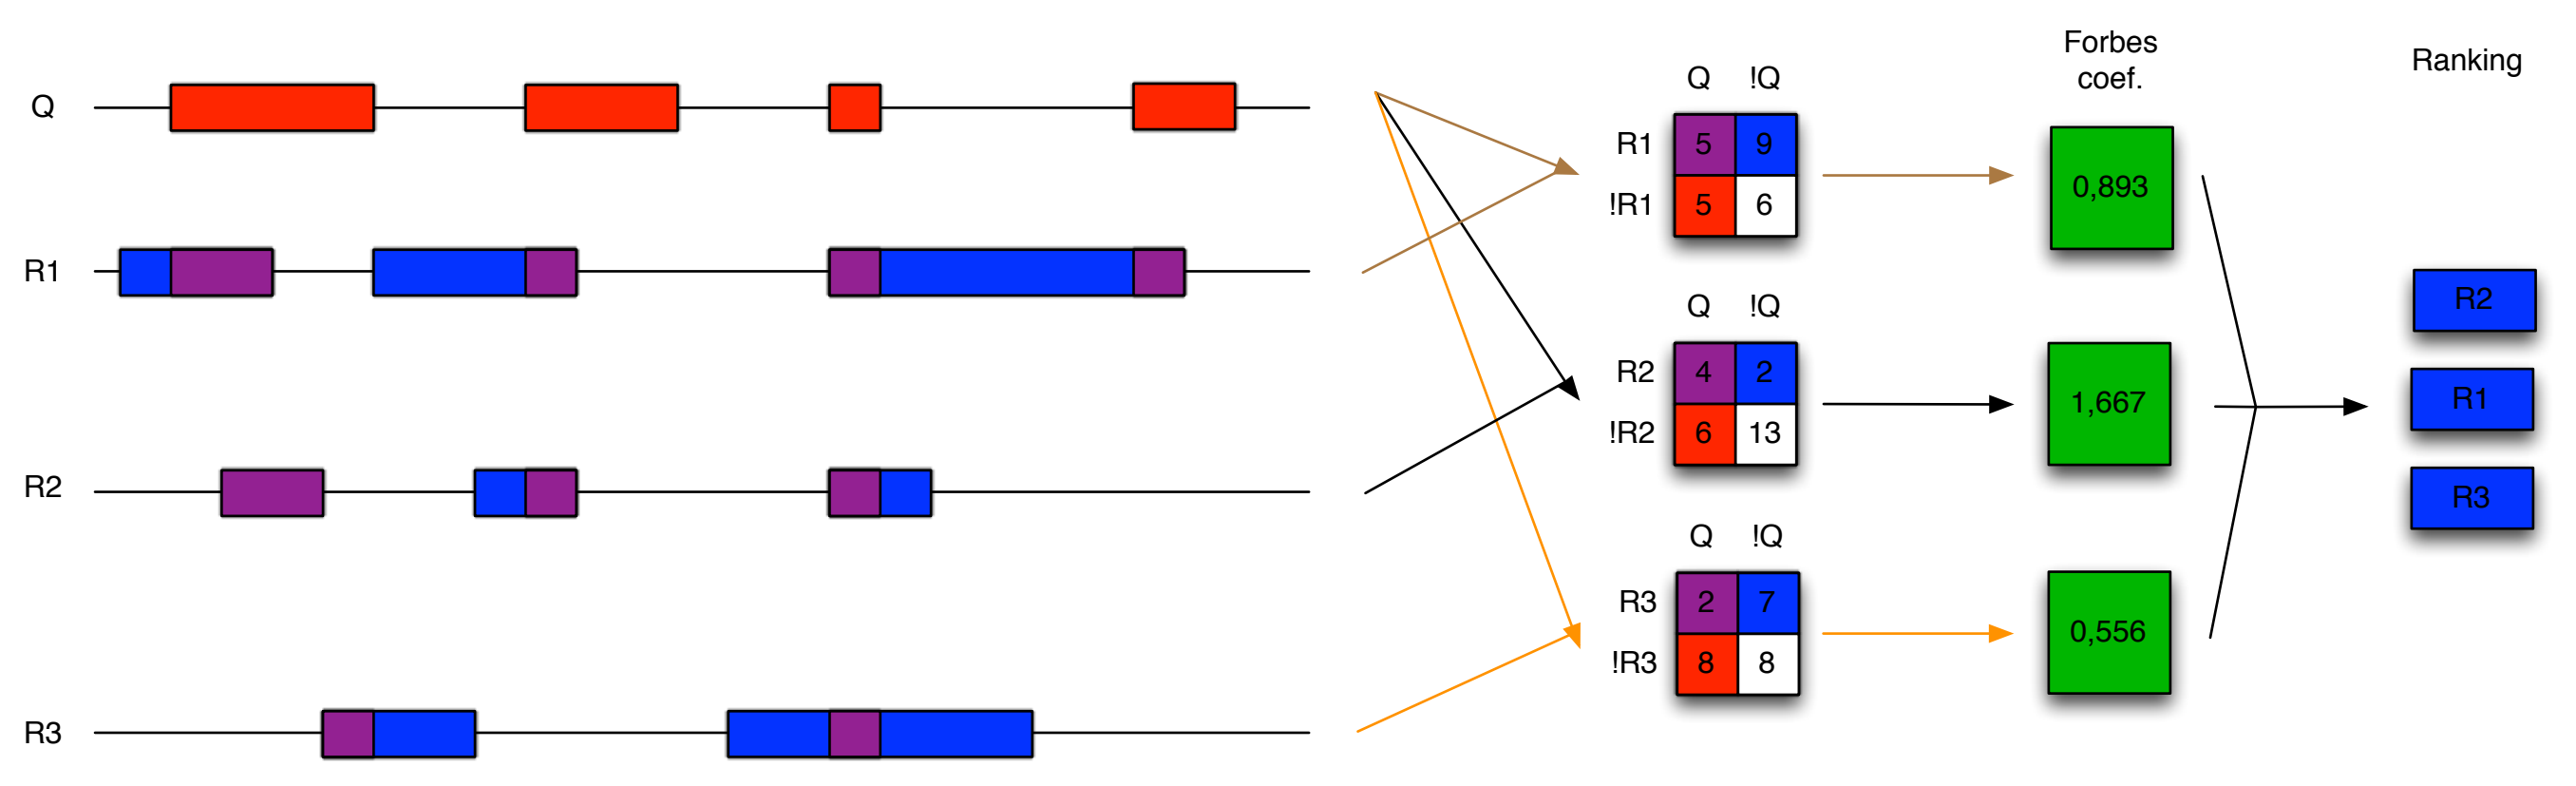 Q
R1
R2
R3
Q !Q
R1 5 9
!R1 5 6
Q !Q
R2 4 2
!R2 6 13
Q !Q
R3 2 7
!R3 8 8
Forbes
coef.
0,893
1,667
0,556
Ranking
R2
R1
R3